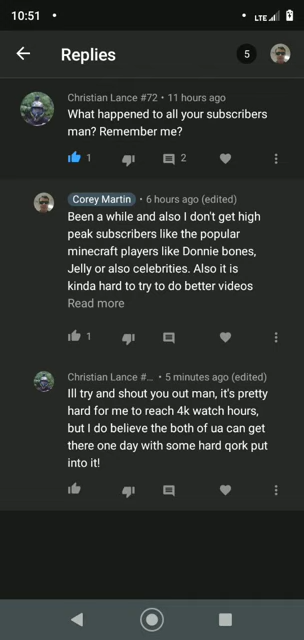 10:51
LTE
Replies
5
Christian Lance #72 • 11 hours ago
What happened to all your subscribers
man? Remember me?
1
2
Corey Martin • 6 hours ago (edited)
Been a while and also I don't get high
peak subscribers like the popular
minecraft players like Donnie bones,
Jelly or also celebrities. Also it is
kinda hard to try to do better videos
Read more
1
Christian Lance #... • 5 minutes ago (edited)
Ill try and shout you out man, it's pretty
hard for me to reach 4k watch hours,
but I do believe the both of ua can get
there one day with some hard qork put
into it!